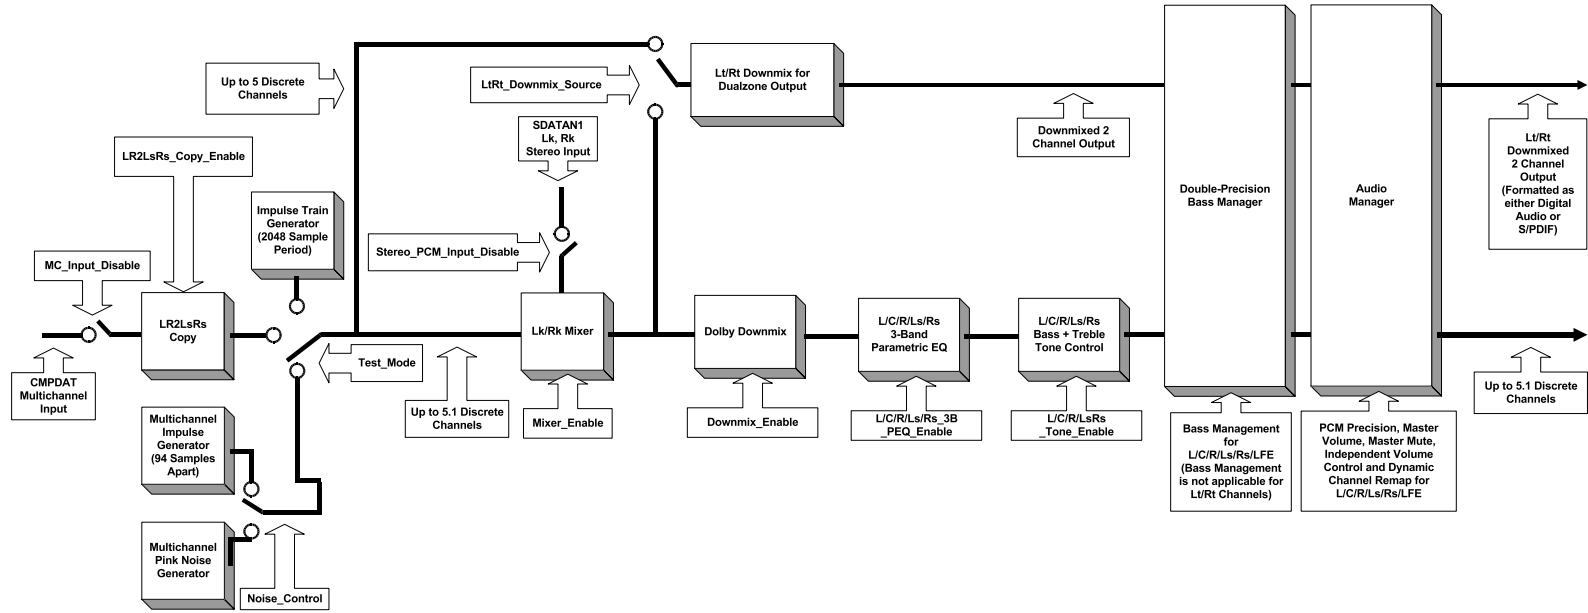 Up to 5 Discrete
Channels
LtRt_Downmix_Source
Lt/Rt Downmix for
Dualzone Output
SDATAN1
Lk, Rk
Stereo Input
Downmixed 2
Channel Output
Lt/Rt
Downmixed
2 Channel
Output
(Formatted as
either Digital
Audio or
S/PDIF)
LR2LsRs_Copy_Enable
Double-Precision
Bass Manager
Audio
Manager
Impulse Train
Generator
(2048 Sample
Period)
Stereo_PCM_Input_Disable
MC_Input_Disable
LR2LsRs
Copy
Lk/Rk Mixer
Dolby Downmix
L/C/R/Ls/Rs
3-Band
Parametric EQ
L/C/R/Ls/Rs
Bass + Treble
Tone Control
Test_Mode
CMPDAT
Multichannel
Input
Up to 5.1 Discrete
Channels
Mixer_Enable
Downmix_Enable
L/C/R/Ls/Rs_3B
_PEQ_Enable
L/C/R/LsRs
_Tone_Enable
Up to 5.1 Discrete
Channels
Multichannel
Impulse
Generator
(94 Samples
Apart)
Bass Management
for
L/C/R/Ls/Rs/LFE
(Bass Management
is not applicable for
Lt/Rt Channels)
PCM Precision, Master
Volume, Master Mute,
Independent Volume
Control and Dynamic
Channel Remap for
L/C/R/Ls/Rs/LFE
Multichannel
Pink Noise
Generator
Noise_Control